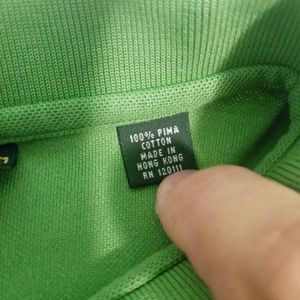 100% PIMA
COTTON
MADE IN
HONG KONG
RN 120111